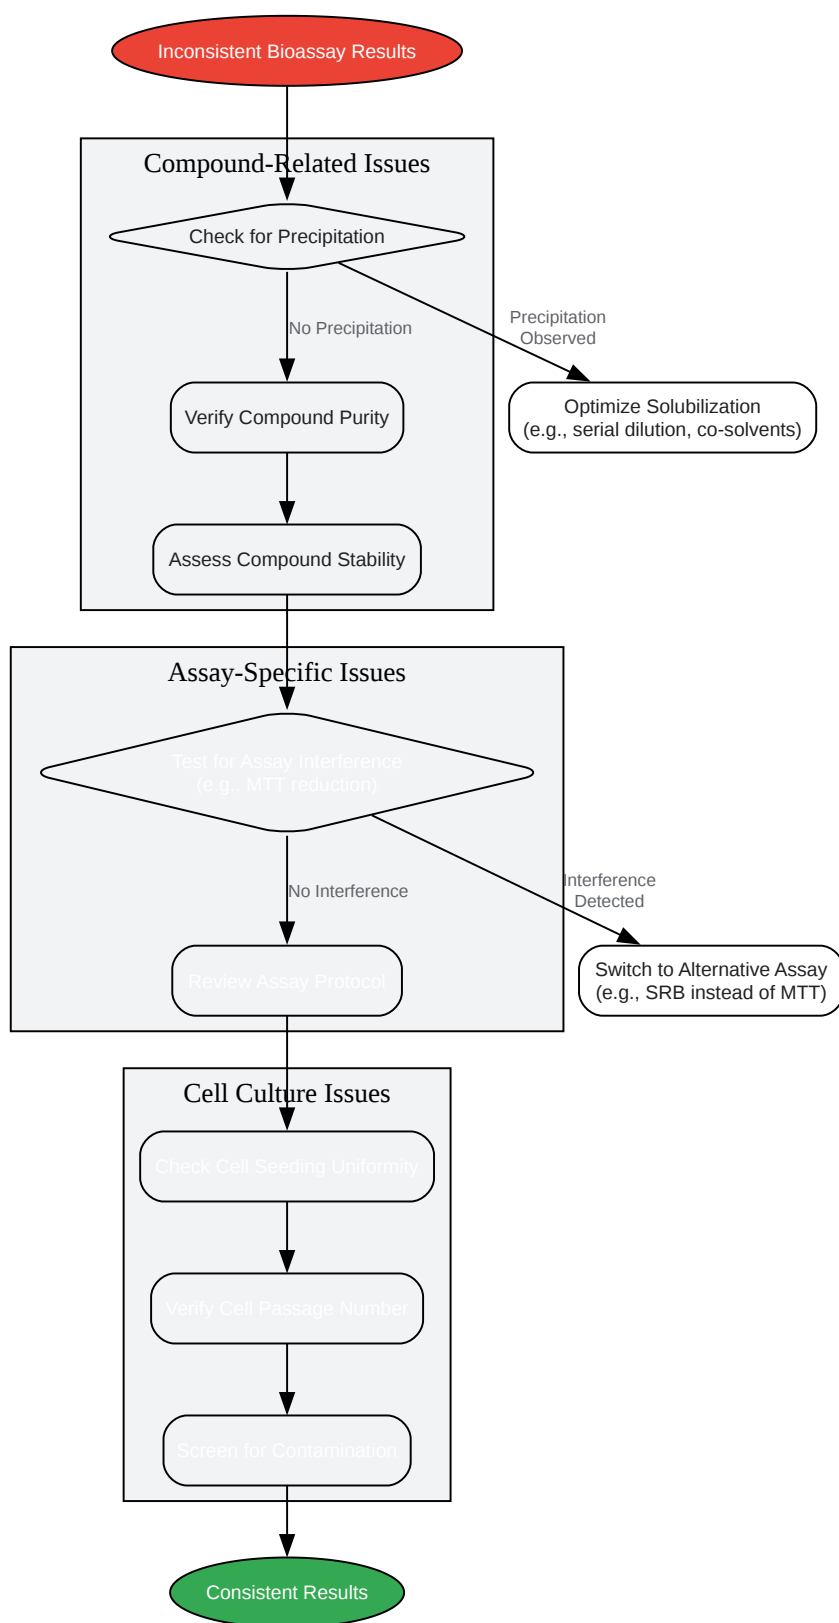 Inconsistent Bioassay Results
Compound-Related Issues
Check for Precipitation
No Precipitation
Precipitation
Observed
Verify Compound Purity
Optimize Solubilization
(e.g., serial dilution, co-solvents)
Assess Compound Stability
Assay-Specific Issues
Test for Assay Interference
(e.g., MTT reduction)
No Interference
Interference
Detected
Review Assay Protocol
Switch to Alternative Assay
(e.g., SRB instead of MTT)
Cell Culture Issues
Check Cell Seeding Uniformity
Verify Cell Passage Number
Screen for Contamination
Consistent Results